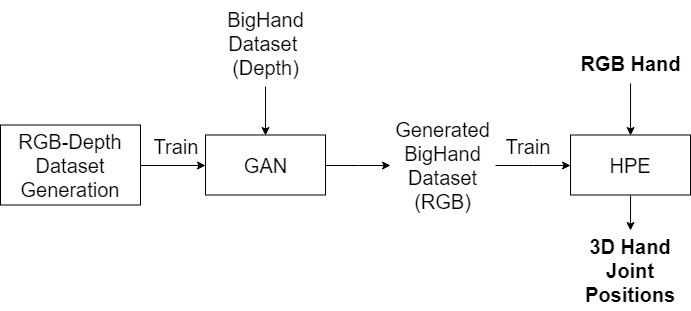 BigHand
Dataset
(Depth)
RGB Hand
RGB-Depth
Dataset
Generation
Train
GAN
Generated
BigHand
Dataset
(RGB)
Train
HPE
3D Hand
Joint
Positions